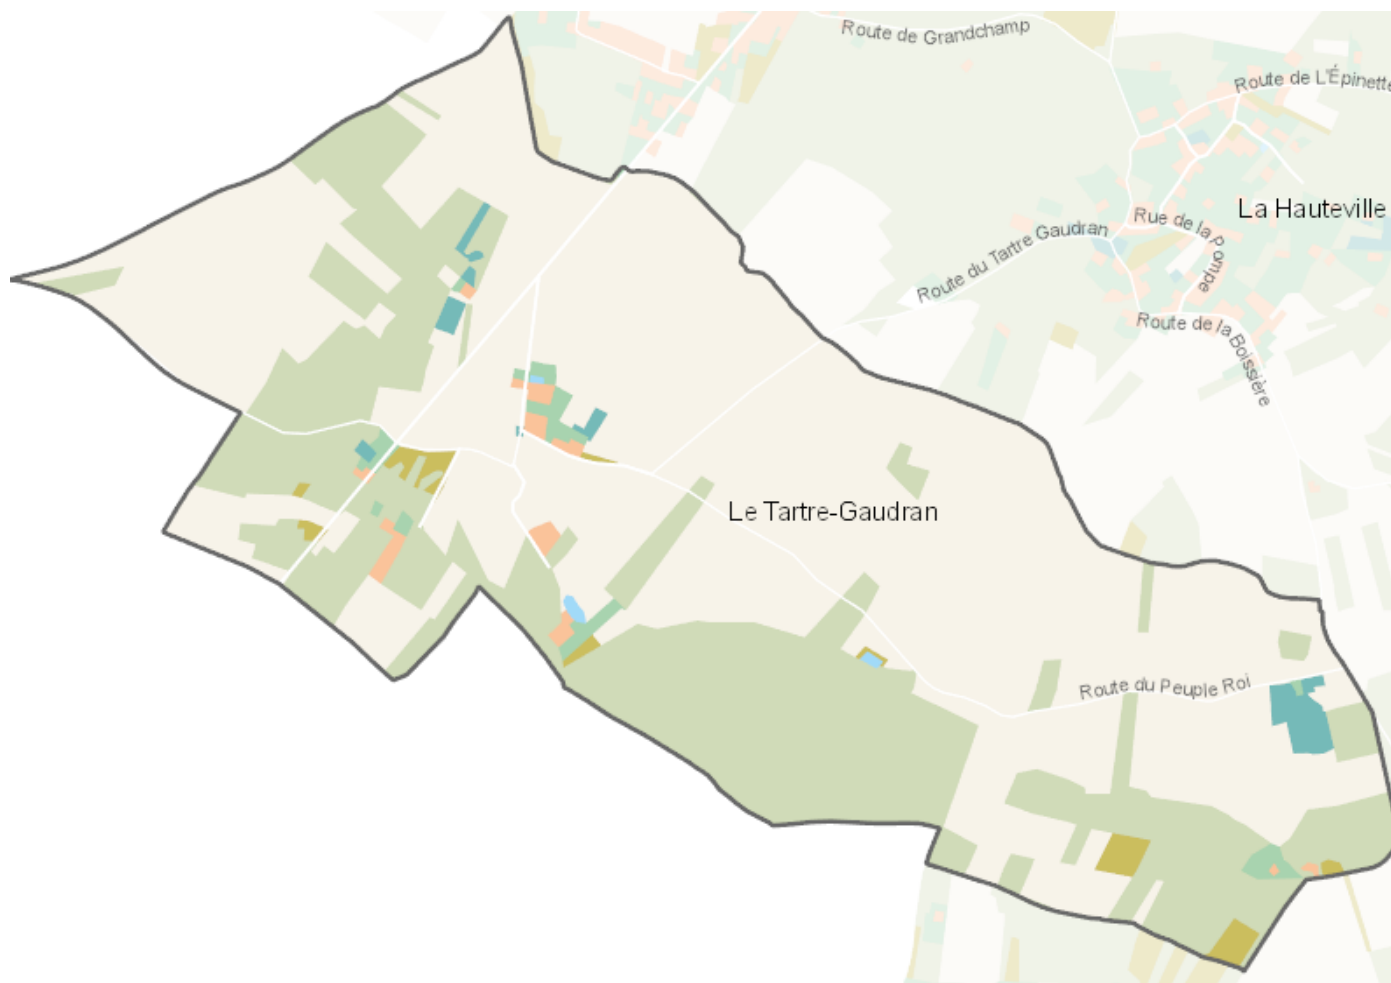 Route de Grandchamp
Route de L'Épinette
La Hauteville
Rue de la Pompe
Route du Tartre Gaudran
Route de la Boissière
Le Tartre-Gaudran
Route du Peuple Roi